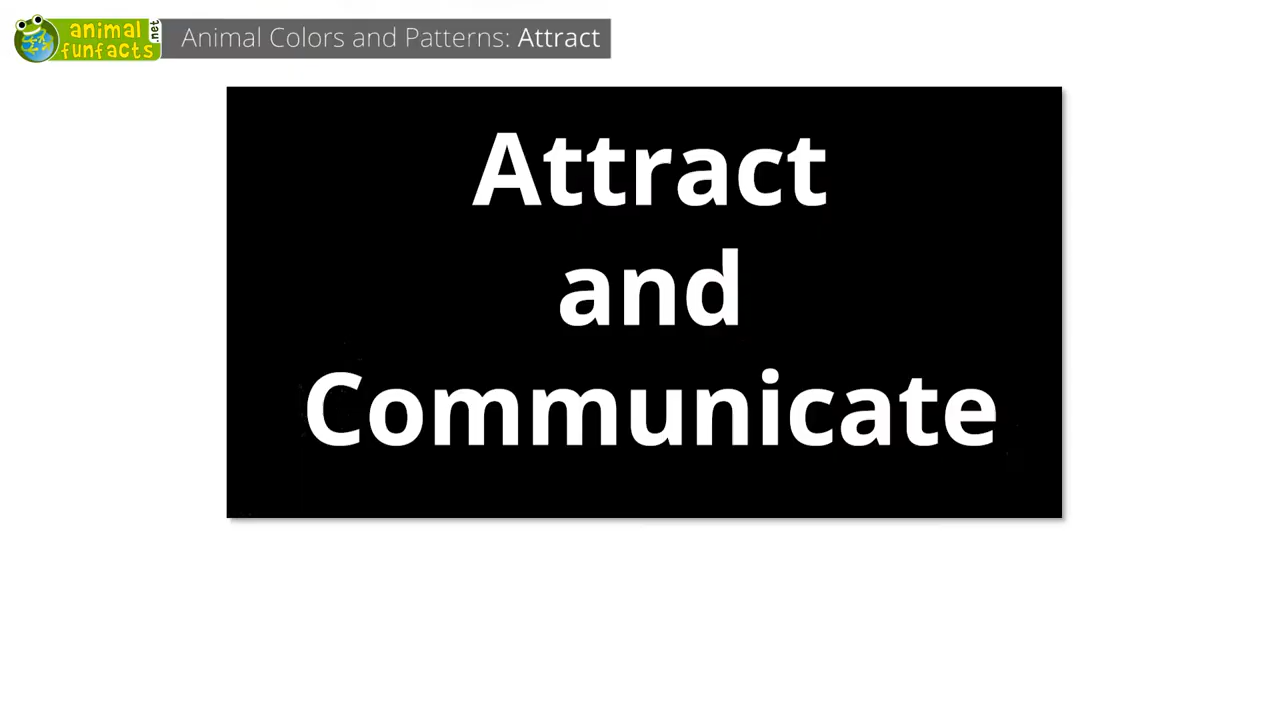 animal
funfacts
.net
Animal Colors and Patterns: Attract
Attract
and
Communicate